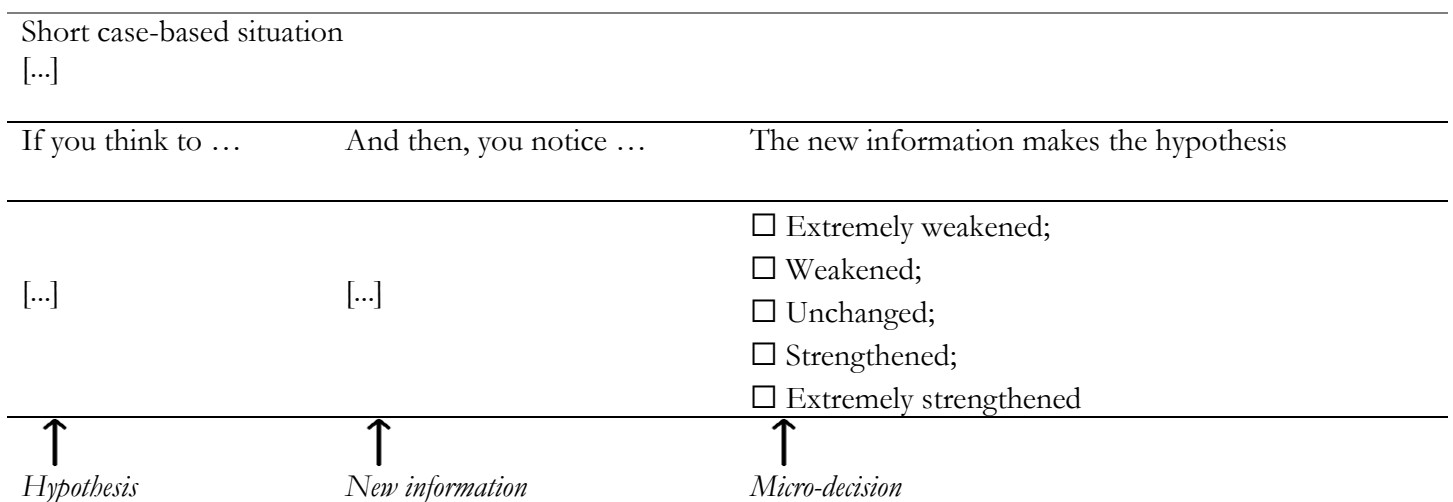 Short case-based situation
[...]
If you think to … And then, you notice … The new information makes the hypothesis
☐ Extremely weakened;
☐ Weakened;
[...] [...]
☐ Unchanged;
☐ Strengthened;
☐ Extremely strengthened
Hypothesis New information Micro-decision